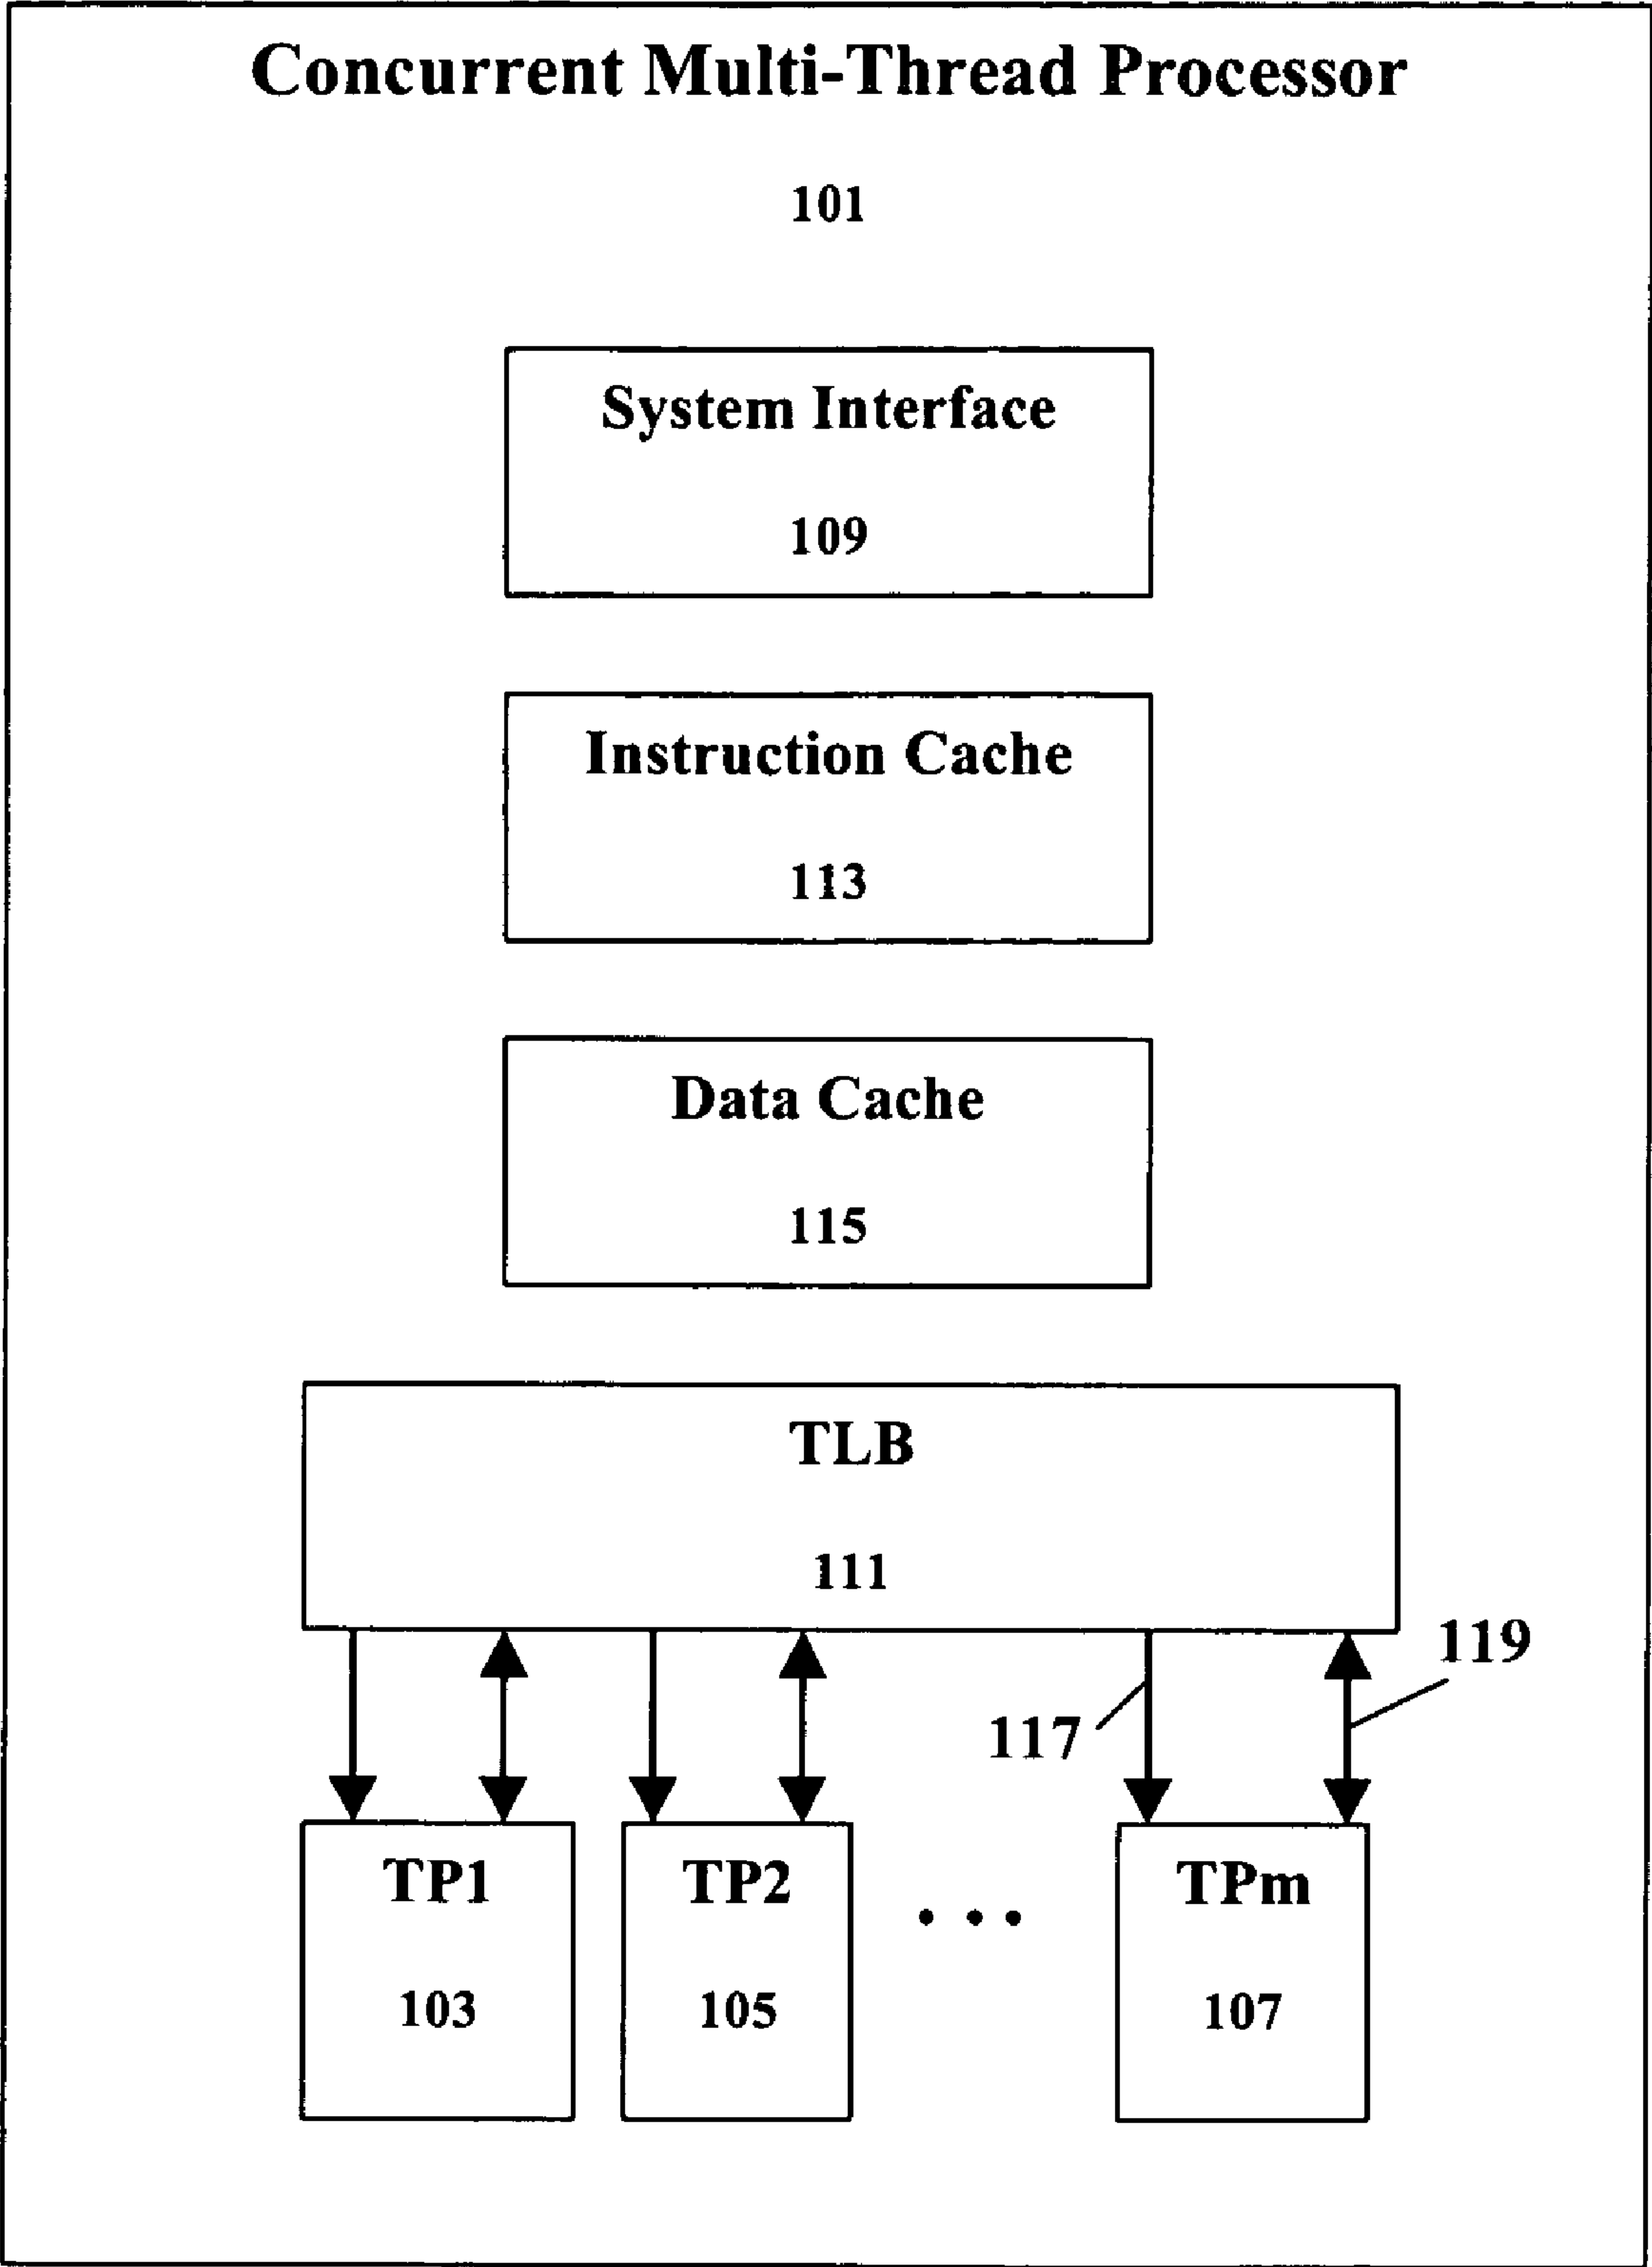 Concurrent Multi-Thread Processor
101
System Interface
109
Instruction Cache
113
Data Cache
115
TLB
111
119
117
TP1
TP2
...
TPm
103
105
107